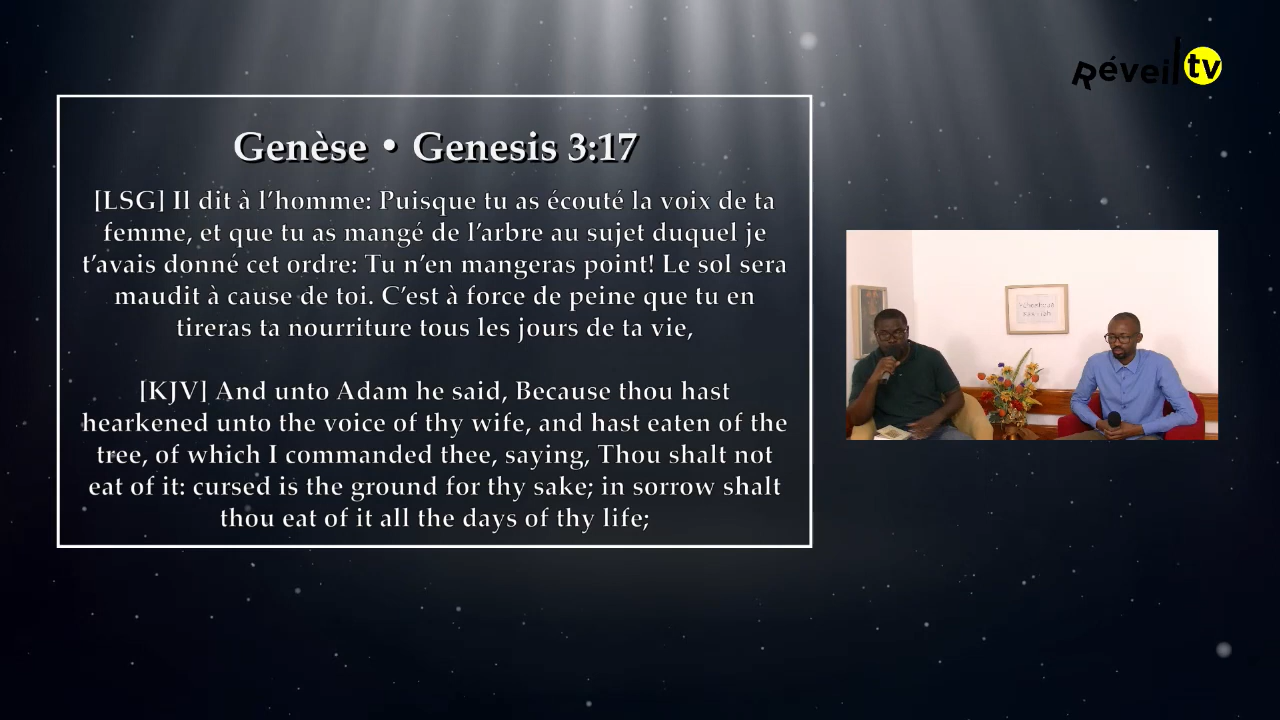 Réveil tv
Genèse • Genesis 3:17
[LSG] Il dit à l’homme: Puisque tu as écouté la voix de ta
femme, et que tu as mangé de l’arbre au sujet duquel je
t’avais donné cet ordre: Tu n’en mangeras point! Le sol sera
maudit à cause de toi. C’est à force de peine que tu en
tireras ta nourriture tous les jours de ta vie,
[KJV] And unto Adam he said, Because thou hast
hearkened unto the voice of thy wife, and hast eaten of the
tree, of which I commanded thee, saying, Thou shalt not
eat of it: cursed is the ground for thy sake; in sorrow shalt
thou eat of it all the days of thy life;